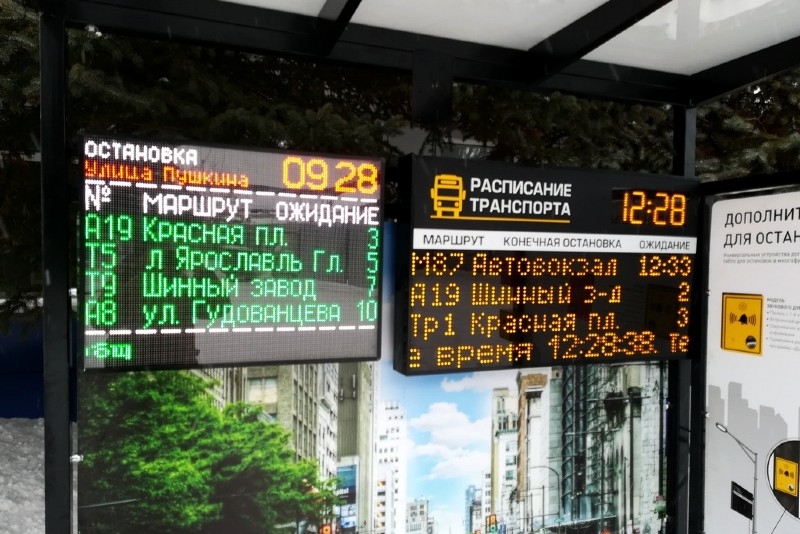 ОСТАНОВКА
Улица Пушкина 09 28
№ МАРШРУТ ОЖИДАНИЕ
А19 КРАСНАЯ ПЛ. 3
Т5 Л ЯРОСЛАВЛЬ ГЛ. 5
Т9 ШИННЫЙ ЗАВОД 7
А8 УЛ. ГУДОВАНЦЕВА 10
РАСПИСАНИЕ
ТРАНСПОРТА
12:28
МАРШРУТ КОНЕЧНАЯ ОСТАНОВКА ОЖИДАНИЕ
М87 Автовокзал 12:33
А19 Шинный з-д 2
Тр1 Красная пл. 3
время 12:28:38. Те
ДОПОЛНИТ
ДЛЯ ОСТАН